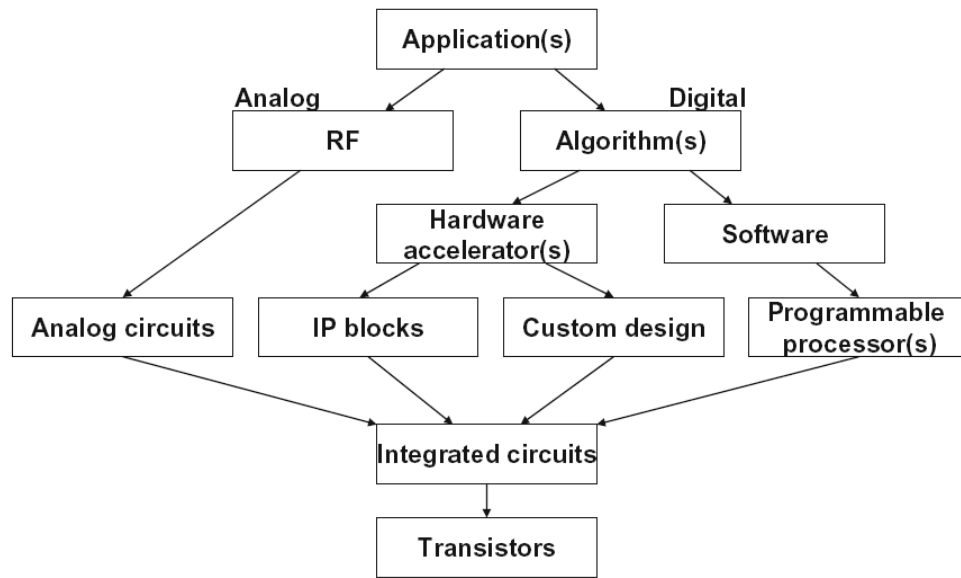 Application(s)
Analog
Digital
RF
Algorithm(s)
Hardware
accelerator(s)
Software
Analog circuits
IP blocks
Custom design
Programmable
processor(s)
Integrated circuits
Transistors